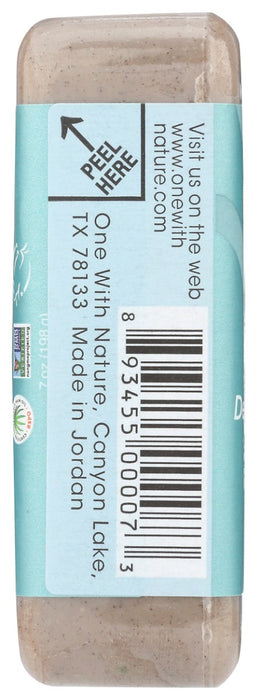 PEEL
HERE
Visit us on the web
www.onewith
nature.com
8 93455 00007 3
One With Nature, Canyon Lake,
TX 78133 Made in Jordan